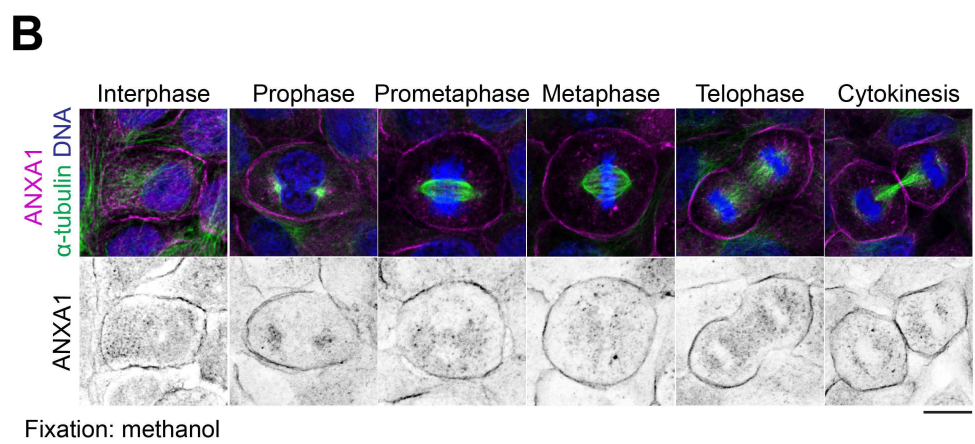 B
Interphase Prophase Prometaphase Metaphase Telophase Cytokinesis
ANXA1
α-tubulin DNA
ANXA1
Fixation: methanol